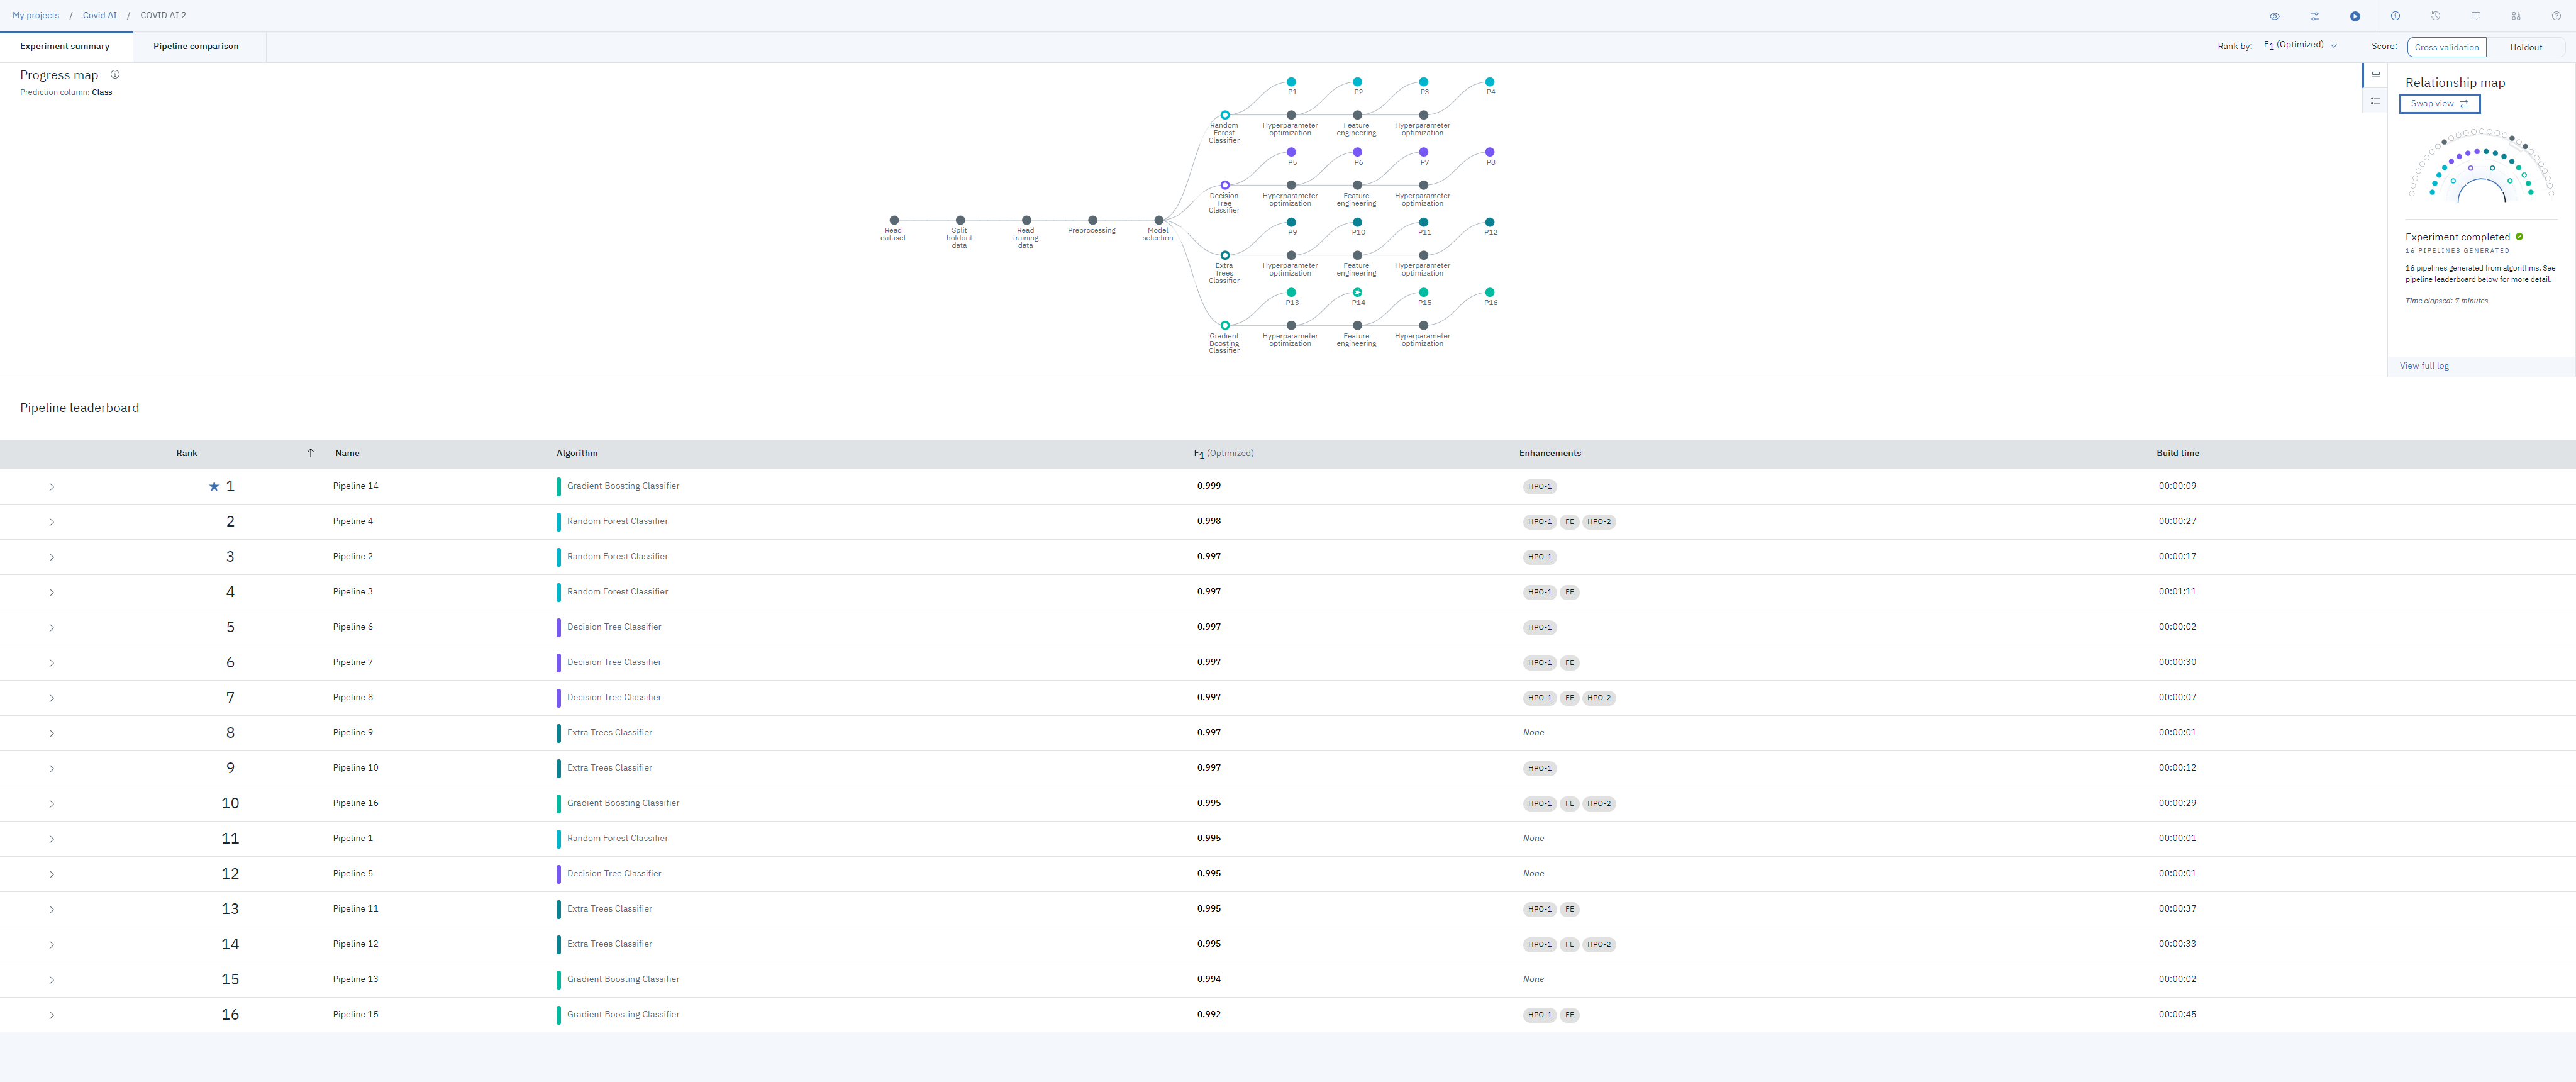 My projects / Covid AI / COVID AI 2
Experiment summary
Pipeline comparison
Rank by: F1 (Optimized)
Score: Cross validation Holdout
Progress map
Prediction column: Class
P1 P2 P3 P4
Random Forest Classifier
Hyperparameter optimization
Feature engineering
Hyperparameter optimization
P5 P6 P7 P8
Decision Tree Classifier
Hyperparameter optimization
Feature engineering
Hyperparameter optimization
Read dataset
Split holdout data
Read training data
Preprocessing
Model selection
P9 P10 P11 P12
Extra Trees Classifier
Hyperparameter optimization
Feature engineering
Hyperparameter optimization
P13 P14 P15 P16
Gradient Boosting Classifier
Hyperparameter optimization
Feature engineering
Hyperparameter optimization
Relationship map
Swap view
Experiment completed
16 PIPELINES GENERATED
16 pipelines generated from algorithms. See
pipeline leaderboard below for more detail.
Time elapsed: 7 minutes
View full log
Pipeline leaderboard
Rank Name Algorithm F1 (Optimized) Enhancements Build time
1 Pipeline 14 Gradient Boosting Classifier 0.999 HPO-1 00:00:09
2 Pipeline 4 Random Forest Classifier 0.998 HPO-1 FE HPO-2 00:00:27
3 Pipeline 2 Random Forest Classifier 0.997 HPO-1 00:00:17
4 Pipeline 3 Random Forest Classifier 0.997 HPO-1 FE 00:01:11
5 Pipeline 6 Decision Tree Classifier 0.997 HPO-1 00:00:02
6 Pipeline 7 Decision Tree Classifier 0.997 HPO-1 FE 00:00:30
7 Pipeline 8 Decision Tree Classifier 0.997 HPO-1 FE HPO-2 00:00:07
8 Pipeline 9 Extra Trees Classifier 0.997 None 00:00:01
9 Pipeline 10 Extra Trees Classifier 0.997 HPO-1 00:00:12
10 Pipeline 16 Gradient Boosting Classifier 0.995 HPO-1 FE HPO-2 00:00:29
11 Pipeline 1 Random Forest Classifier 0.995 None 00:00:01
12 Pipeline 5 Decision Tree Classifier 0.995 None 00:00:01
13 Pipeline 11 Extra Trees Classifier 0.995 HPO-1 FE 00:00:37
14 Pipeline 12 Extra Trees Classifier 0.995 HPO-1 FE HPO-2 00:00:33
15 Pipeline 13 Gradient Boosting Classifier 0.994 None 00:00:02
16 Pipeline 15 Gradient Boosting Classifier 0.992 HPO-1 FE 00:00:45